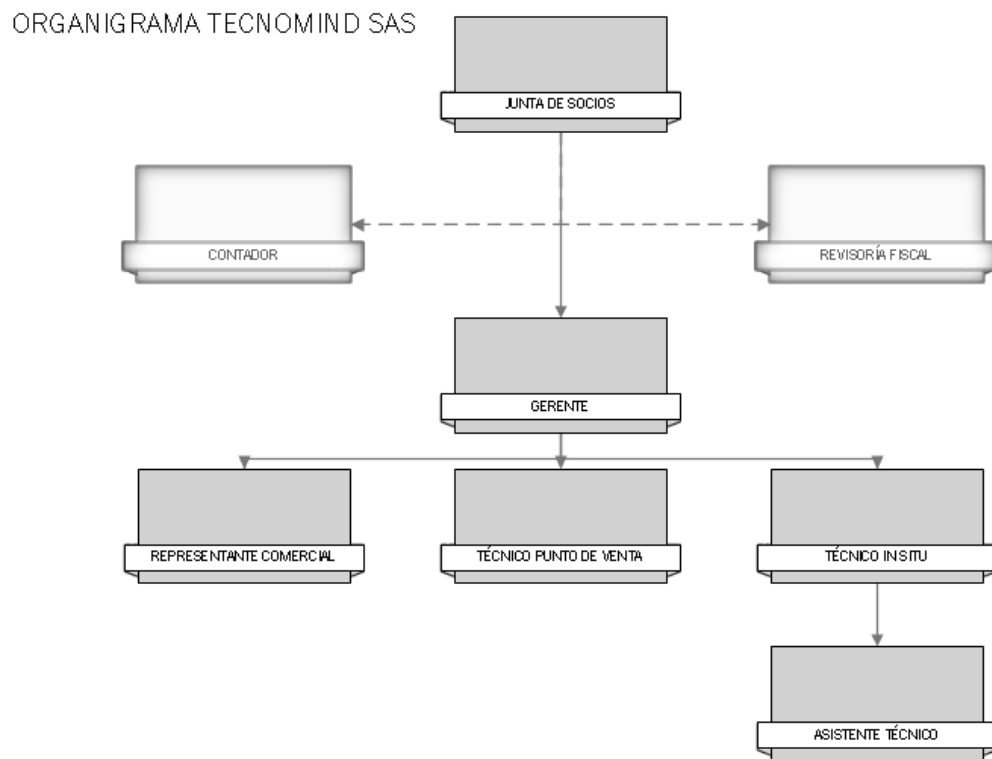 ORGANIGRAMA TECNOMIND SAS
JUNTA DE SOCIOS
CONTADOR
REVISORÍA FISCAL
GERENTE
REPRESENTANTE COMERCIAL
TÉCNICO PUNTO DE VENTA
TÉCNICO INSITU
ASISTENTE TÉCNICO